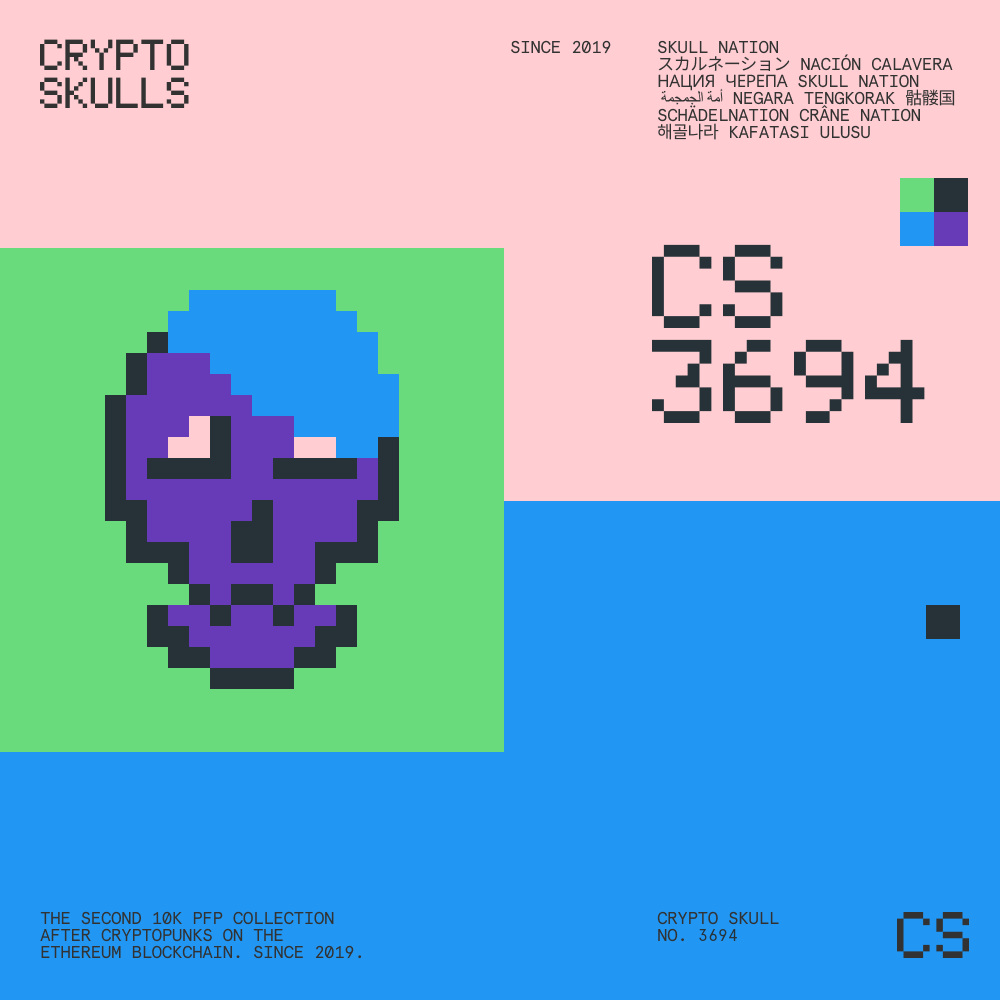 CRYPTO
SKULLS
SINCE 2019
SKULL NATION
スカルネーション NACIÓN CALAVERA
НАЦИЯ ЧЕРЕПА SKULL NATION
أمة الجمجمة NEGARA TENGKORAK 骷髅国
SCHÄDELNATION CRÂNE NATION
해골나라 KAFATASI ULUSU
CS
3694
THE SECOND 10K PFP COLLECTION
AFTER CRYPTOPUNKS ON THE
ETHEREUM BLOCKCHAIN. SINCE 2019.
CRYPTO SKULL
NO. 3694
CS